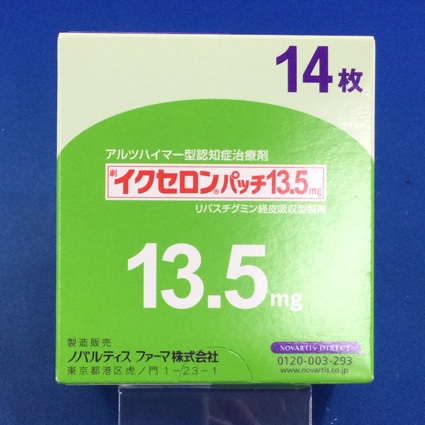 14枚
アルツハイマー型認知症治療剤
劇 イクセロン®パッチ13.5mg
リバスチグミン経皮吸収型製剤
13.5mg
製造販売
ノバルティス ファーマ株式会社
東京都港区虎ノ門1-23-1
NOVARTIS DIRECT
0120-003-293
www.novartis.co.jp